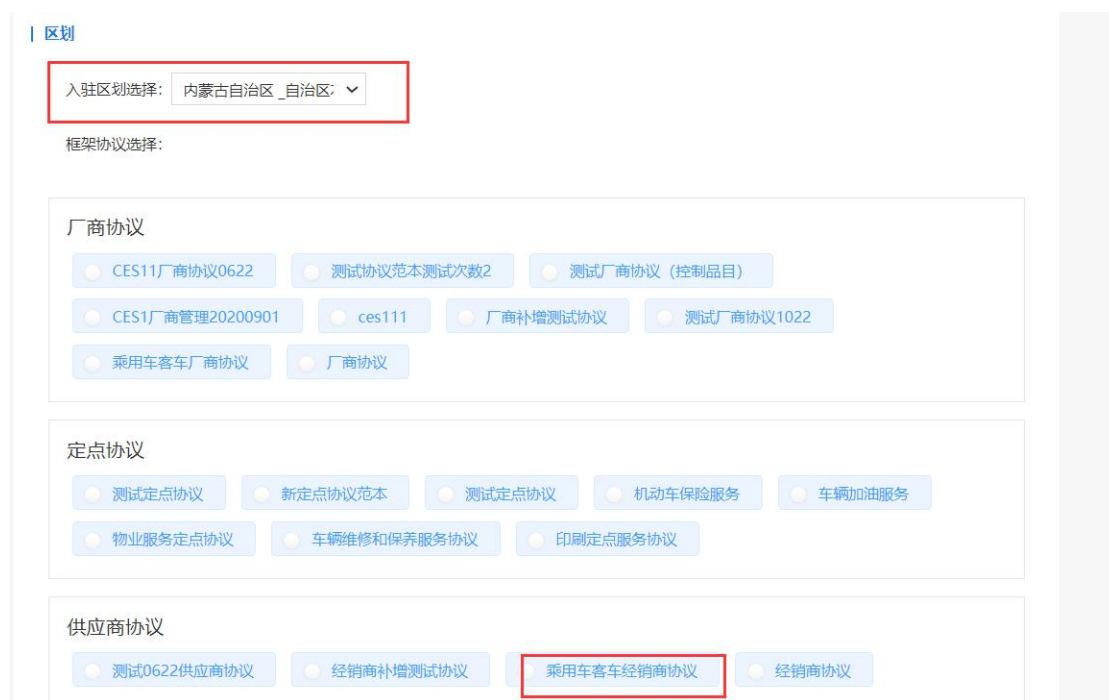 区划
入驻区划选择： 内蒙古自治区 _自治区
框架协议选择：
厂商协议
CES11厂商协议0622 测试协议范本测试次数2 测试厂商协议（控制品目）
CES1厂商管理20200901 ces111 厂商补增测试协议 测试厂商协议1022
乘用车客车厂商协议 厂商协议
定点协议
测试定点协议 新定点协议范本 测试定点协议 机动车保险服务 车辆加油服务
物业服务定点协议 车辆维修和保养服务协议 印刷定点服务协议
供应商协议
测试0622供应商协议 经销商补增测试协议 乘用车客车经销商协议 经销商协议